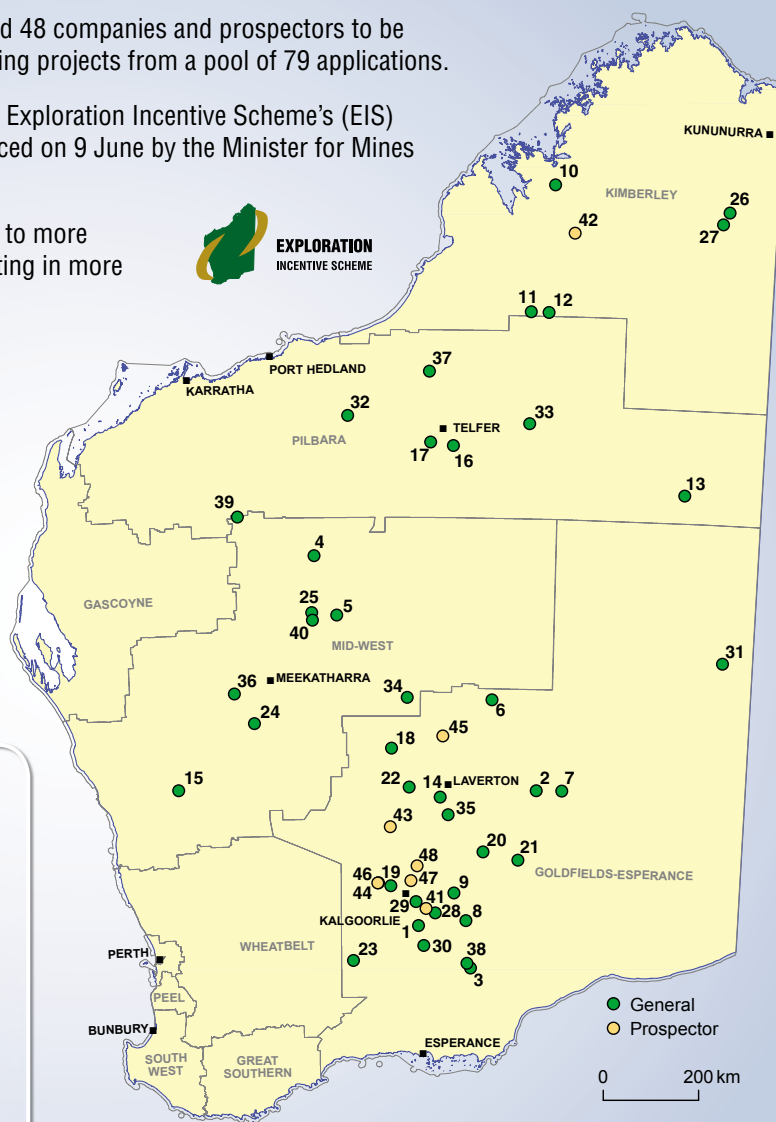 d 48 companies and prospectors to be
ing projects from a pool of 79 applications.
Exploration Incentive Scheme's (EIS)
ced on 9 June by the Minister for Mines
to more
ting in more
EXPLORATION
INCENTIVE SCHEME
KUNUNURRA
10
KIMBERLEY
26
42
27
11 12
37
PORT HEDLAND
KARRATHA
32
33
TELFER
PILBARA
17 16
13
39
4
GASCOYNE
25 5
40
MID-WEST
31
MEEKATHARRA
36
34
6
24
45
18
15
22 14 LAVERTON 2 7
43
35
20
21
48
GOLDFIELDS-ESPERANCE
46 19 47
44
9
29 41
KALGOORLIE 28 8
1
WHEATBELT
30
PERTH
23
38
3
PEEL
General
BUNBURY
Prospector
ESPERANCE
SOUTH
WEST
GREAT
SOUTHERN
0 200 km